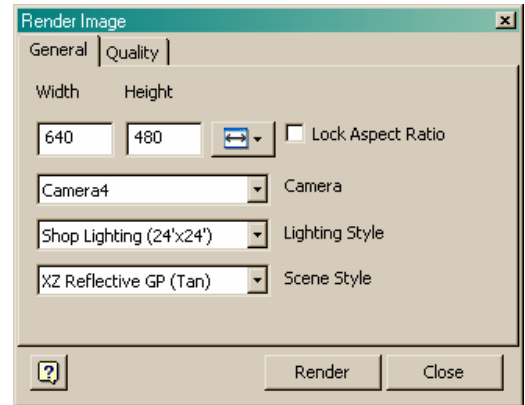 Render Image
General Quality
Width Height
640 480 Lock Aspect Ratio
Camera4 Camera
Shop Lighting (24'x24') Lighting Style
XZ Reflective GP (Tan) Scene Style
? Render Close